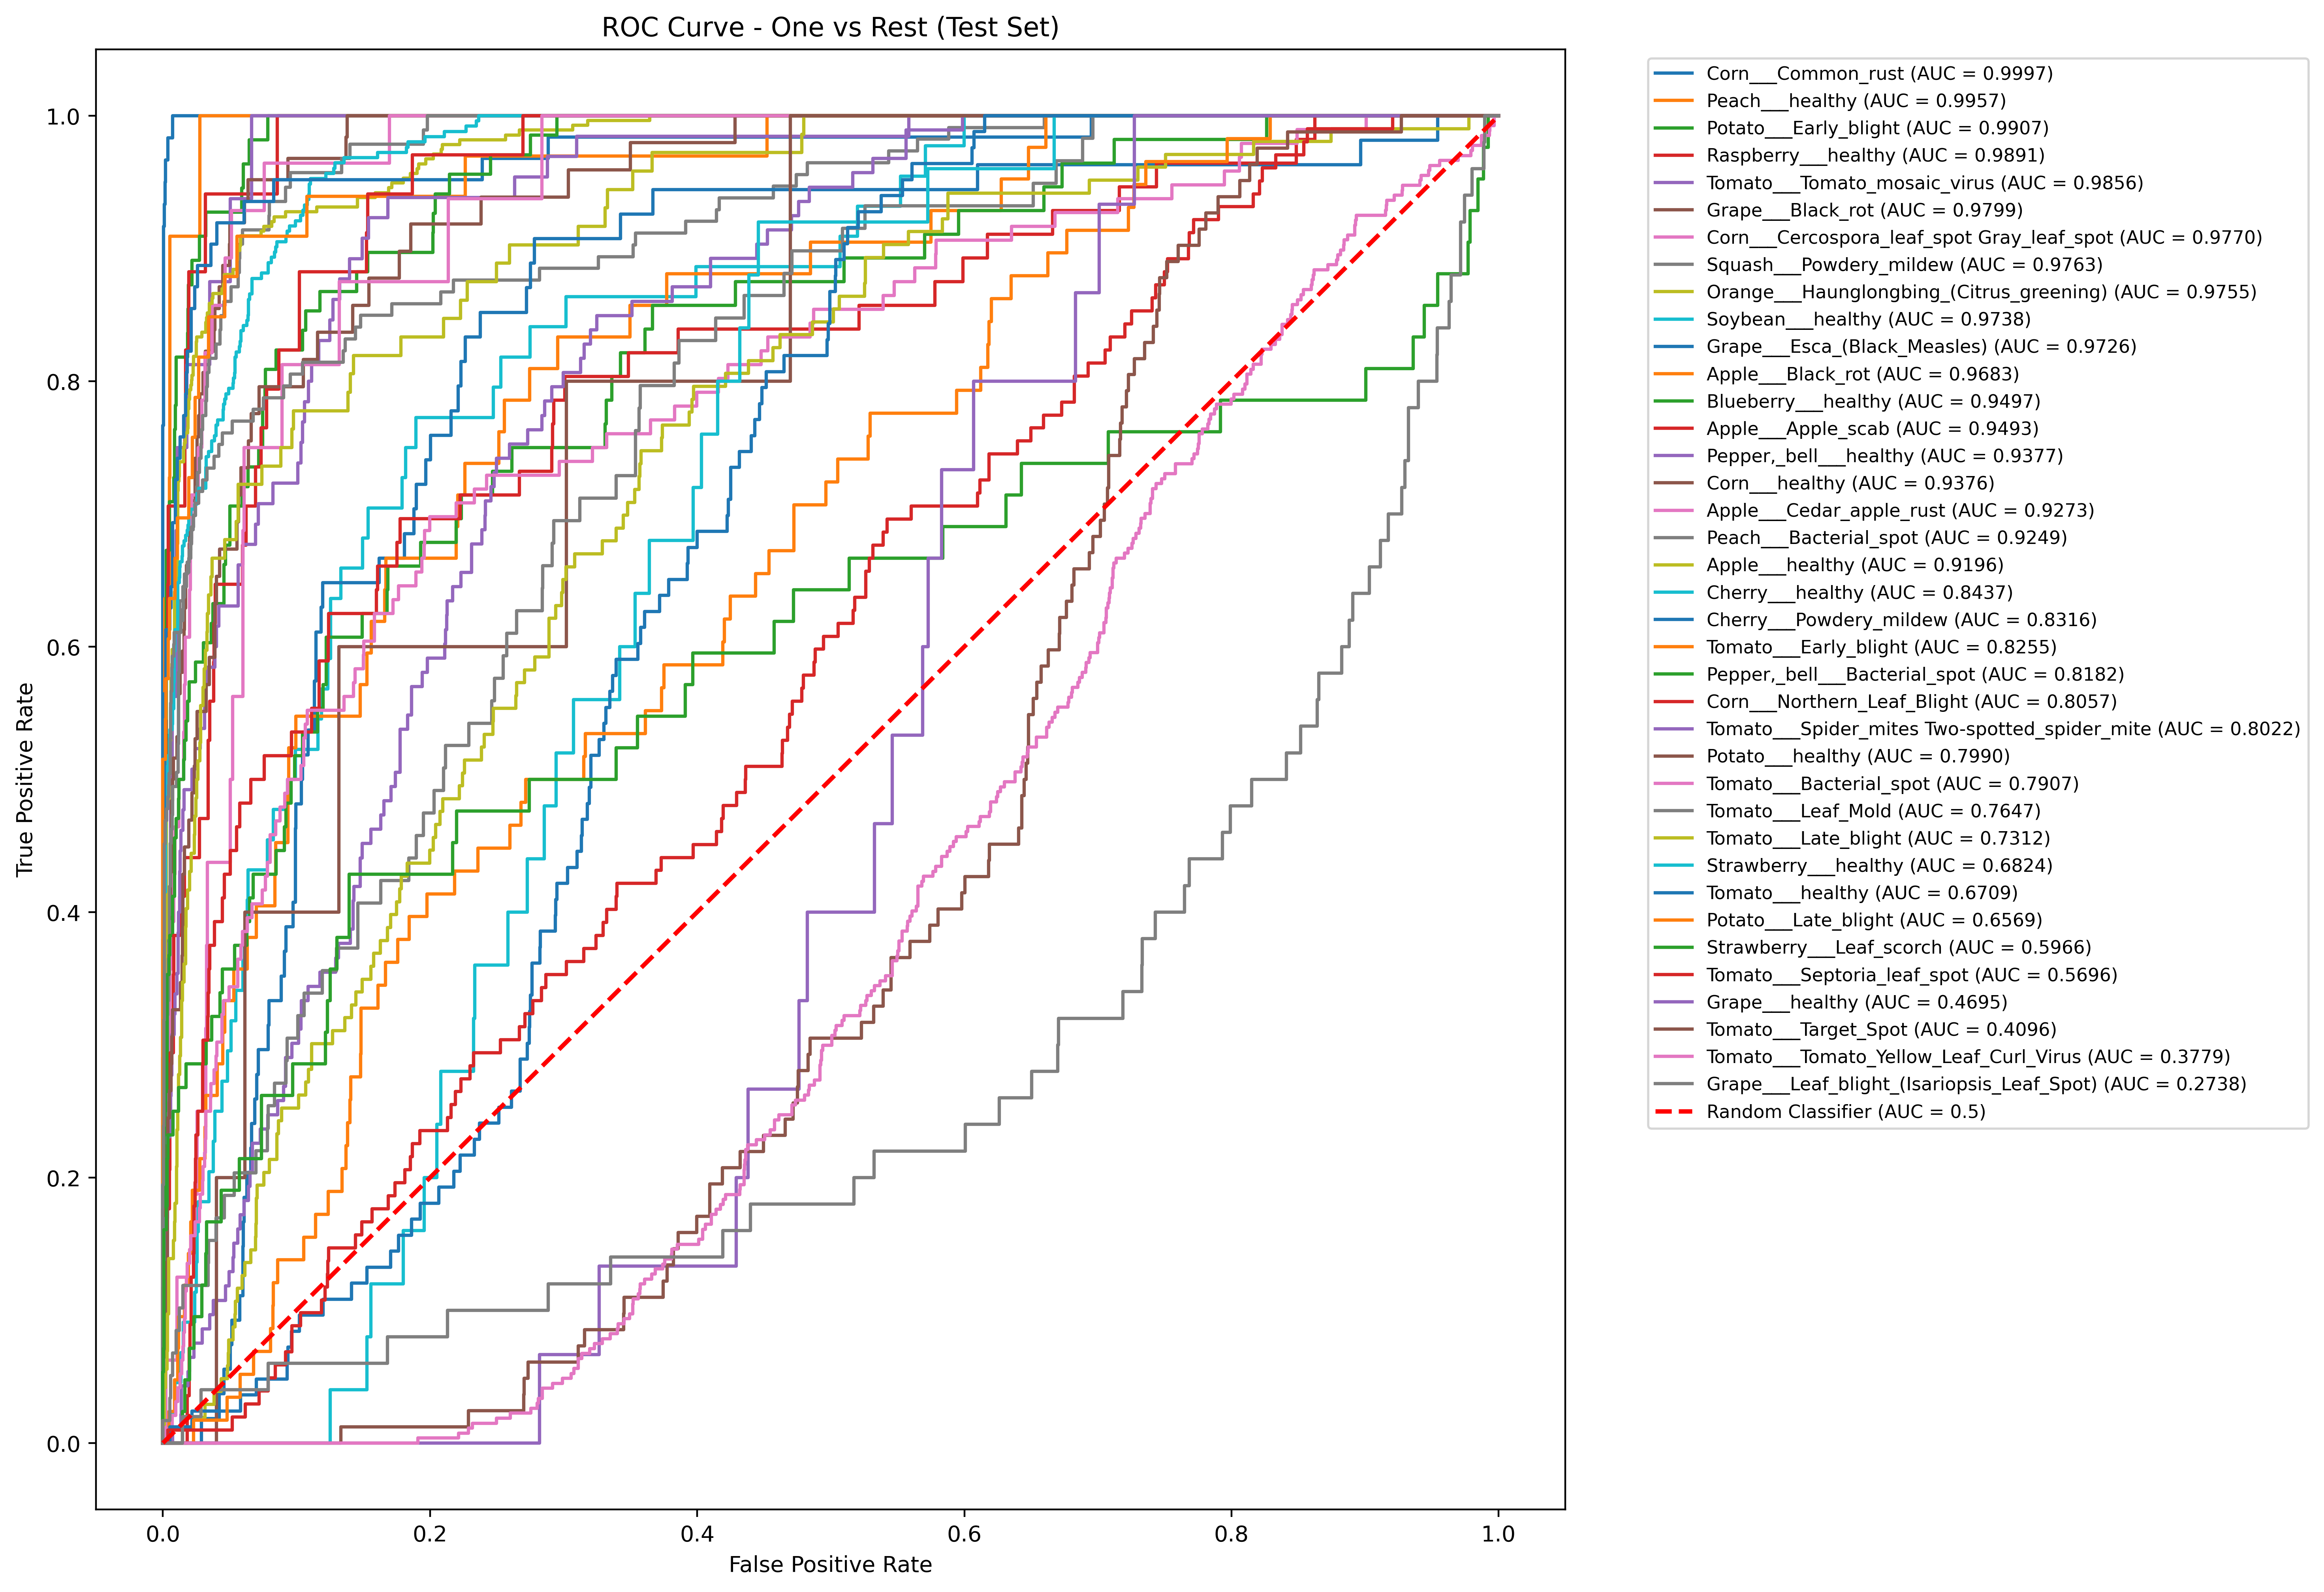 ROC Curve - One vs Rest (Test Set)
1.0
0.8
0.6
0.4
0.2
0.0
True Positive Rate
0.0 0.2 0.4 0.6 0.8 1.0
False Positive Rate
Corn___Common_rust (AUC = 0.9997)
Peach___healthy (AUC = 0.9957)
Potato___Early_blight (AUC = 0.9907)
Raspberry___healthy (AUC = 0.9891)
Tomato___Tomato_mosaic_virus (AUC = 0.9856)
Grape___Black_rot (AUC = 0.9799)
Corn___Cercospora_leaf_spot Gray_leaf_spot (AUC = 0.9770)
Squash___Powdery_mildew (AUC = 0.9763)
Orange___Haunglongbing_(Citrus_greening) (AUC = 0.9755)
Soybean___healthy (AUC = 0.9738)
Grape___Esca_(Black_Measles) (AUC = 0.9726)
Apple___Black_rot (AUC = 0.9683)
Blueberry___healthy (AUC = 0.9497)
Apple___Apple_scab (AUC = 0.9493)
Pepper,_bell___healthy (AUC = 0.9377)
Corn___healthy (AUC = 0.9376)
Apple___Cedar_apple_rust (AUC = 0.9273)
Peach___Bacterial_spot (AUC = 0.9249)
Apple___healthy (AUC = 0.9196)
Cherry___healthy (AUC = 0.8437)
Cherry___Powdery_mildew (AUC = 0.8316)
Tomato___Early_blight (AUC = 0.8255)
Pepper,_bell___Bacterial_spot (AUC = 0.8182)
Corn___Northern_Leaf_Blight (AUC = 0.8057)
Tomato___Spider_mites Two-spotted_spider_mite (AUC = 0.8022)
Potato___healthy (AUC = 0.7990)
Tomato___Bacterial_spot (AUC = 0.7907)
Tomato___Leaf_Mold (AUC = 0.7647)
Tomato___Late_blight (AUC = 0.7312)
Strawberry___healthy (AUC = 0.6824)
Tomato___healthy (AUC = 0.6709)
Potato___Late_blight (AUC = 0.6569)
Strawberry___Leaf_scorch (AUC = 0.5966)
Tomato___Septoria_leaf_spot (AUC = 0.5696)
Grape___healthy (AUC = 0.4695)
Tomato___Target_Spot (AUC = 0.4096)
Tomato___Tomato_Yellow_Leaf_Curl_Virus (AUC = 0.3779)
Grape___Leaf_blight_(Isariopsis_Leaf_Spot) (AUC = 0.2738)
Random Classifier (AUC = 0.5)